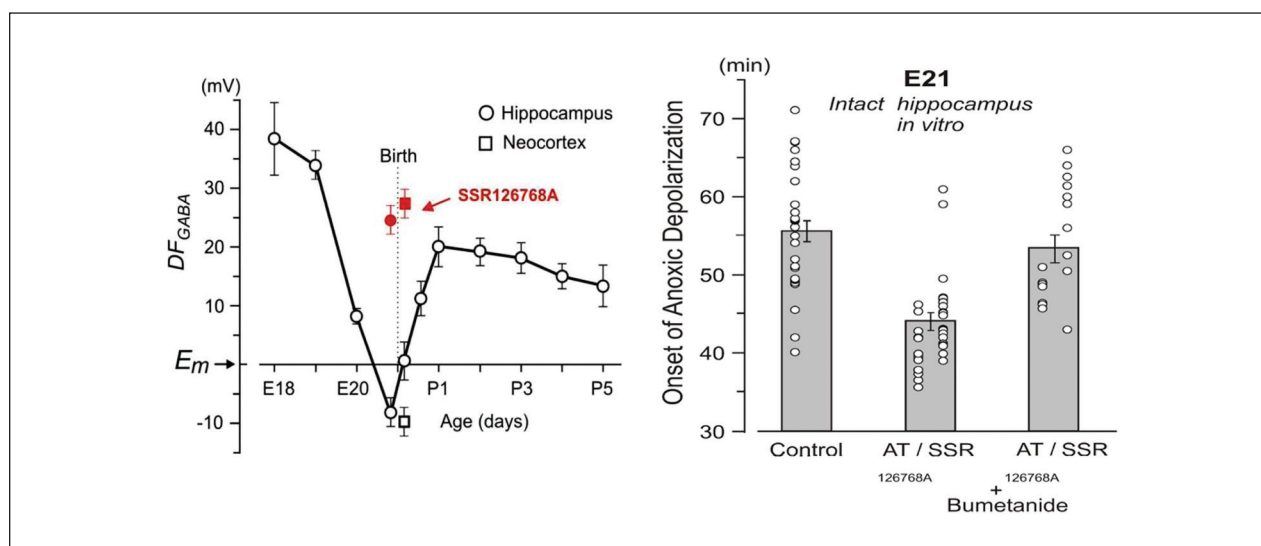 (mV)
40
30
20
10
-10
DF_GABA
Em
Hippocampus
Neocortex
Birth
SSR126768A
E18
E20
P1
P3
P5
Age (days)
(min)
E21
Intact hippocampus
in vitro
Onset of Anoxic Depolarization
70
60
50
40
30
Control
AT / SSR
126768A
AT / SSR
126768A
+
Bumetanide